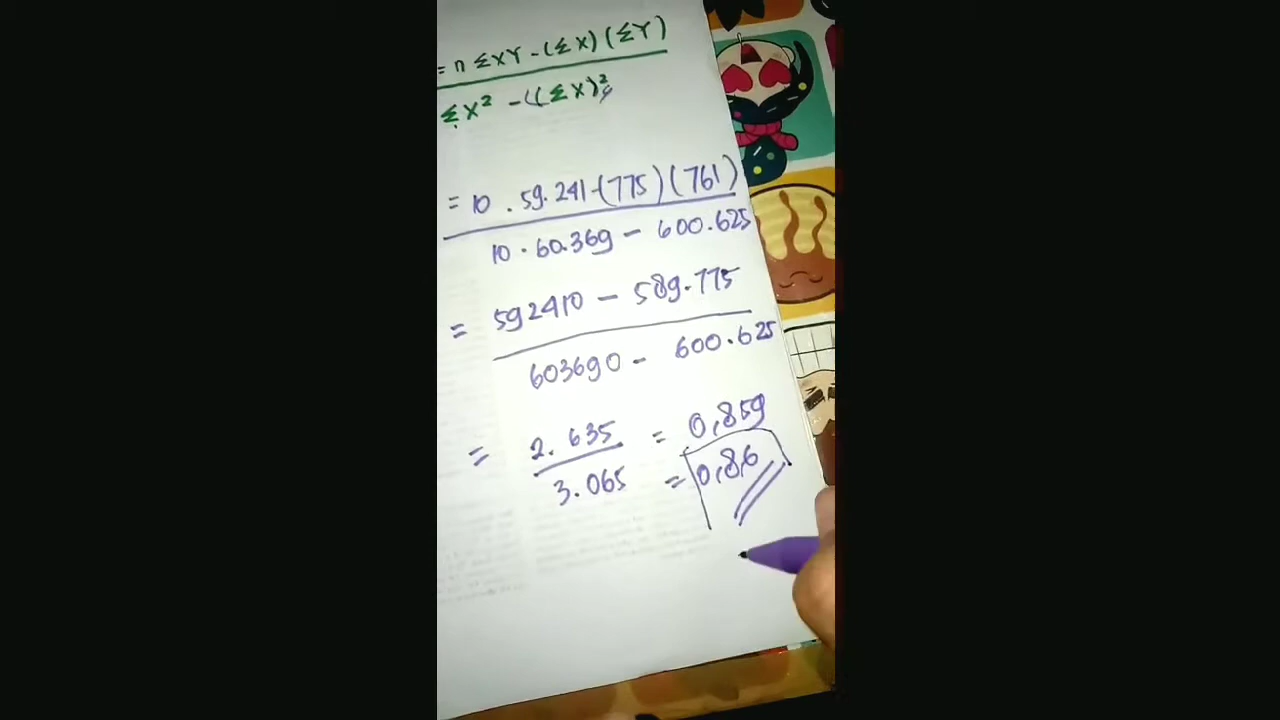 = n ΣXY - (ΣX) (ΣY)
ΣX² - ((ΣX)²
= 10 . 59.241 - (775) (761)
10 . 60.369 - 600.625
= 592410 - 589.775
603690 - 600.625
= 2.635 = 0,859
3.065 = 0,86